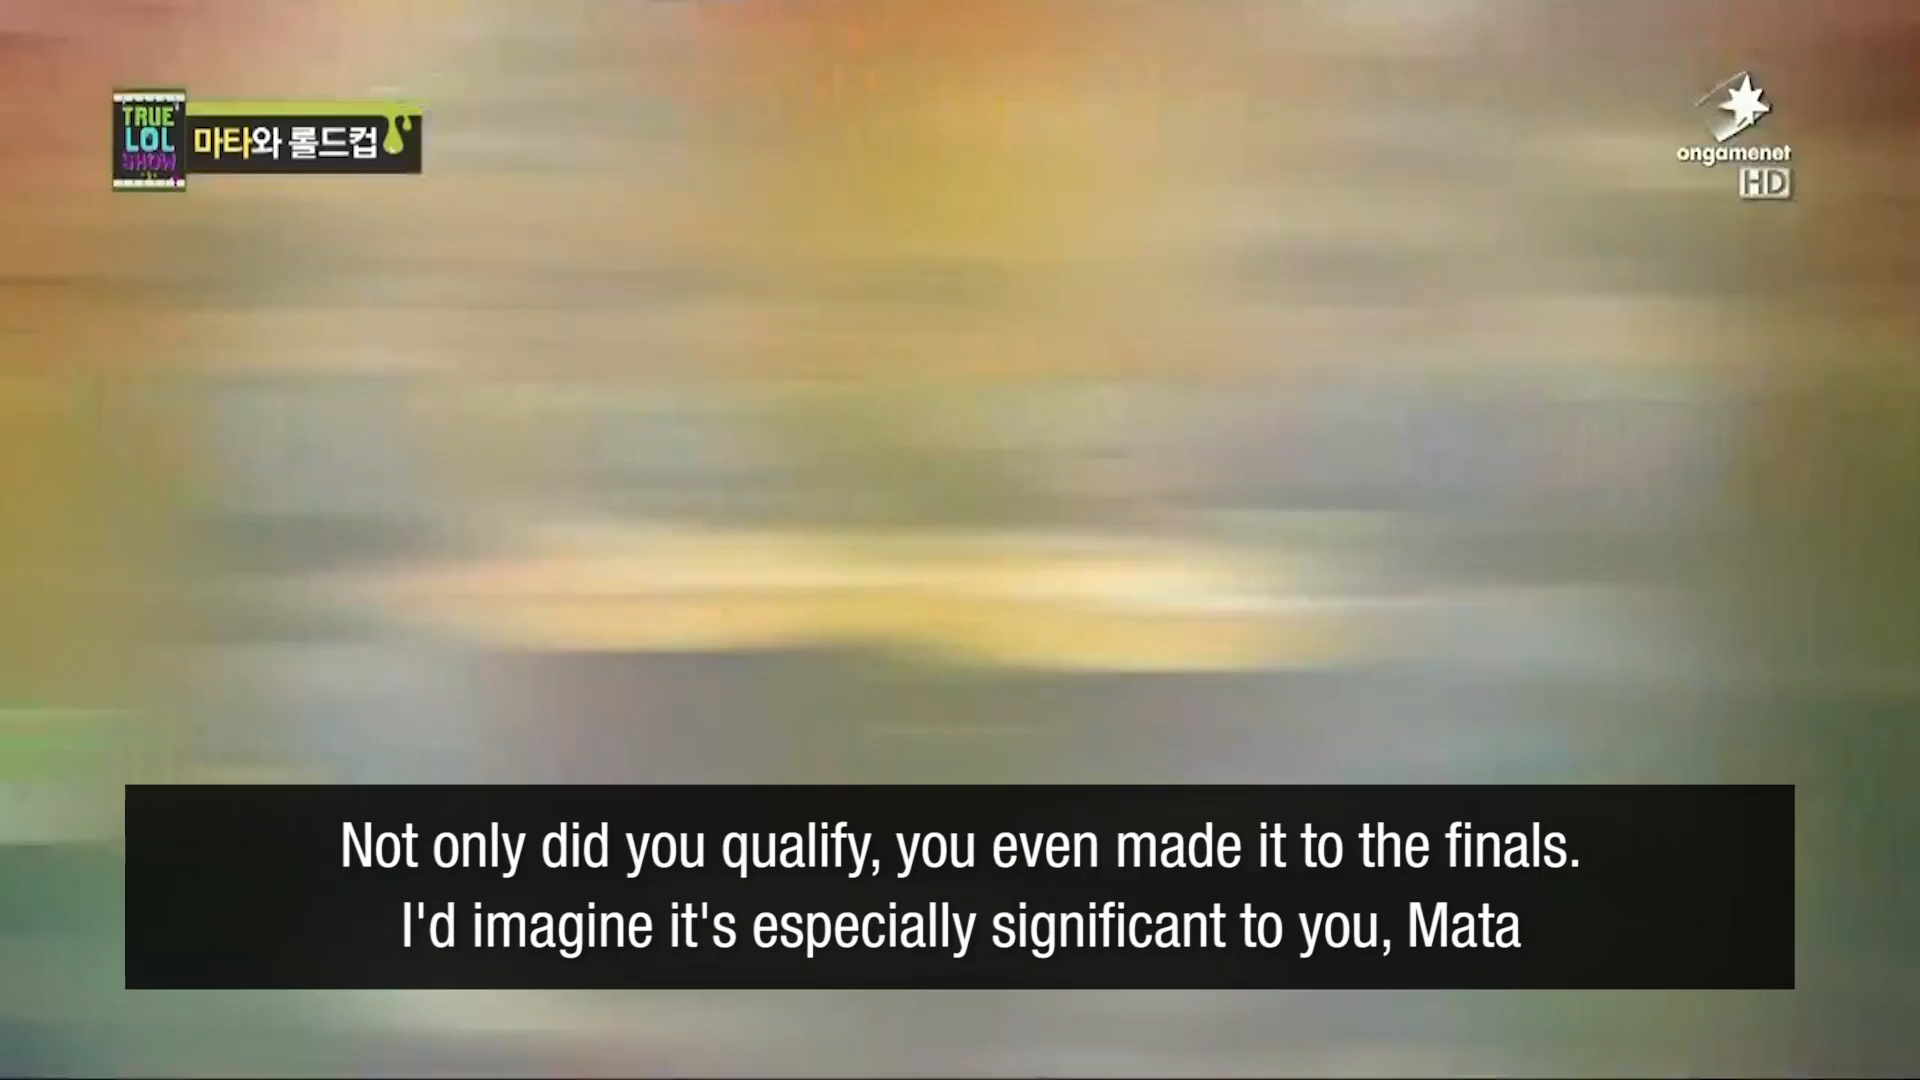 TRUE
LOL
SHOW
마타와 롤드컵
ongamenet
HD
Not only did you qualify, you even made it to the finals.
I'd imagine it's especially significant to you, Mata